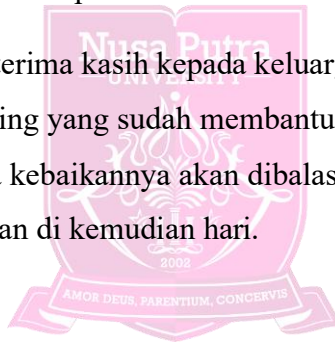 Nusa Putra
UNIVERSITY
terima kasih kepada keluar
ing yang sudah membantu
kebaikannya akan dibalas
an di kemudian hari.
2002
AMOR DEUS, PARENTIUM, CONCERVIS